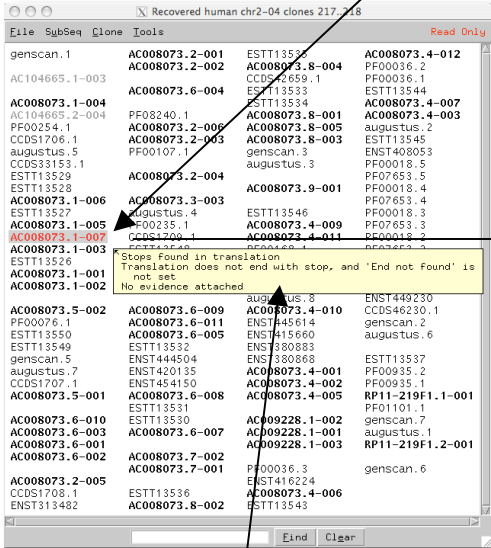 Recovered human chr2-04 clones 217..218
File SubSeq Clone Tools Read Only
genscan.1 AC008073.2-001 ESTT13535 AC008073.4-012
AC008073.2-002 AC008073.8-004 PF00036.2
AC104665.1-003 CCDS42659.1 PF00036.1
AC008073.6-004 ESTT13533 ESTT13544
AC008073.1-004 ESTT13534 AC008073.4-007
AC104665.2-004 PF08240.1 AC008073.8-001 AC008073.4-003
PF00254.1 AC008073.2-006 AC008073.8-005 augustus.2
CCDS1706.1 AC008073.2-003 AC008073.8-003 ESTT13545
augustus.5 PF00107.1 genscan.3 ENST408053
CCDS33153.1 augustus.3 PF00018.5
ESTT13529 AC008073.2-004 PF07653.5
ESTT13528 AC008073.9-001 PF00018.4
AC008073.1-006 AC008073.3-003 PF07653.4
ESTT13527 augustus.4 ESTT13546 PF00018.3
AC008073.1-005 PF00235.1 AC008073.4-009 PF07653.3
AC008073.1-007 CCDS1709.1 AC008073.4-011 PF00018.2
AC008073.1-003
Stops found in translation
ESTT13526
Translation does not end with stop, and 'End not found' is
not set
AC008073.1-001
No evidence attached
AC008073.1-002
augustus.8 ENST449230
AC008073.5-002 AC008073.6-009 AC008073.4-010 CCDS46230.1
PF00076.1 AC008073.6-011 ENST445614 genscan.2
ESTT13550 AC008073.6-005 ENST415660 augustus.6
ESTT13549 ESTT13532 ENST380883
genscan.5 ENST444504 ENST380868 ESTT13537
augustus.7 ENST420135 AC008073.4-001 PF00935.2
CCDS1707.1 ENST454150 AC008073.4-002 PF00935.1
AC008073.5-001 AC008073.6-008 AC008073.4-005 RP11-219F1.1-001
ESTT13531 PF01101.1
AC008073.6-010 ESTT13530 AC009228.1-002 genscan.7
AC008073.6-003 AC008073.6-007 AC009228.1-001 augustus.1
AC008073.6-001 AC009228.1-003 RP11-219F1.2-001
AC008073.6-002 AC008073.7-002
AC008073.7-001 PF00036.3 genscan.6
AC008073.2-005 ENST416224
CCDS1708.1 ESTT13536 AC008073.4-006
ENST313482 AC008073.8-002 ESTT13543
Find Clear